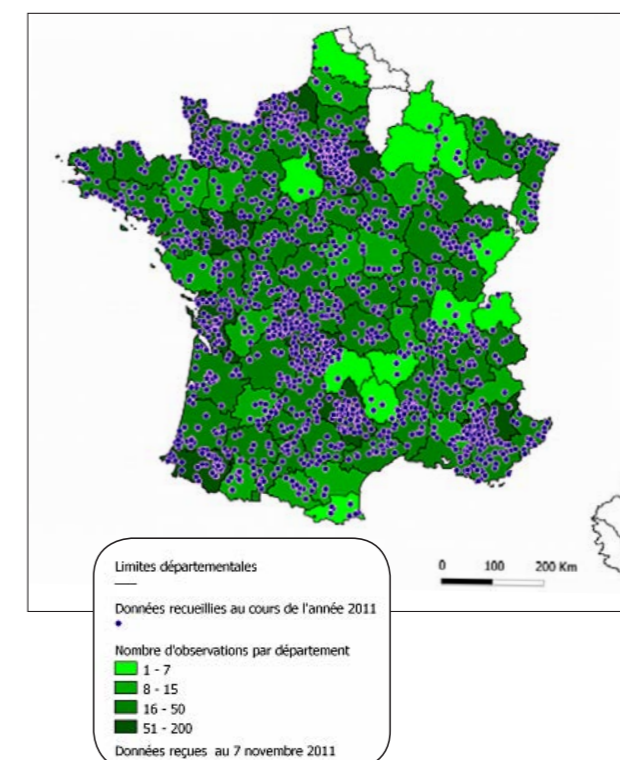 0 100 200 Km
Limites départementales
Données recueillies au cours de l'année 2011
Nombre d'observations par département
1 - 7
8 - 15
16 - 50
51 - 200
Données reçues au 7 novembre 2011